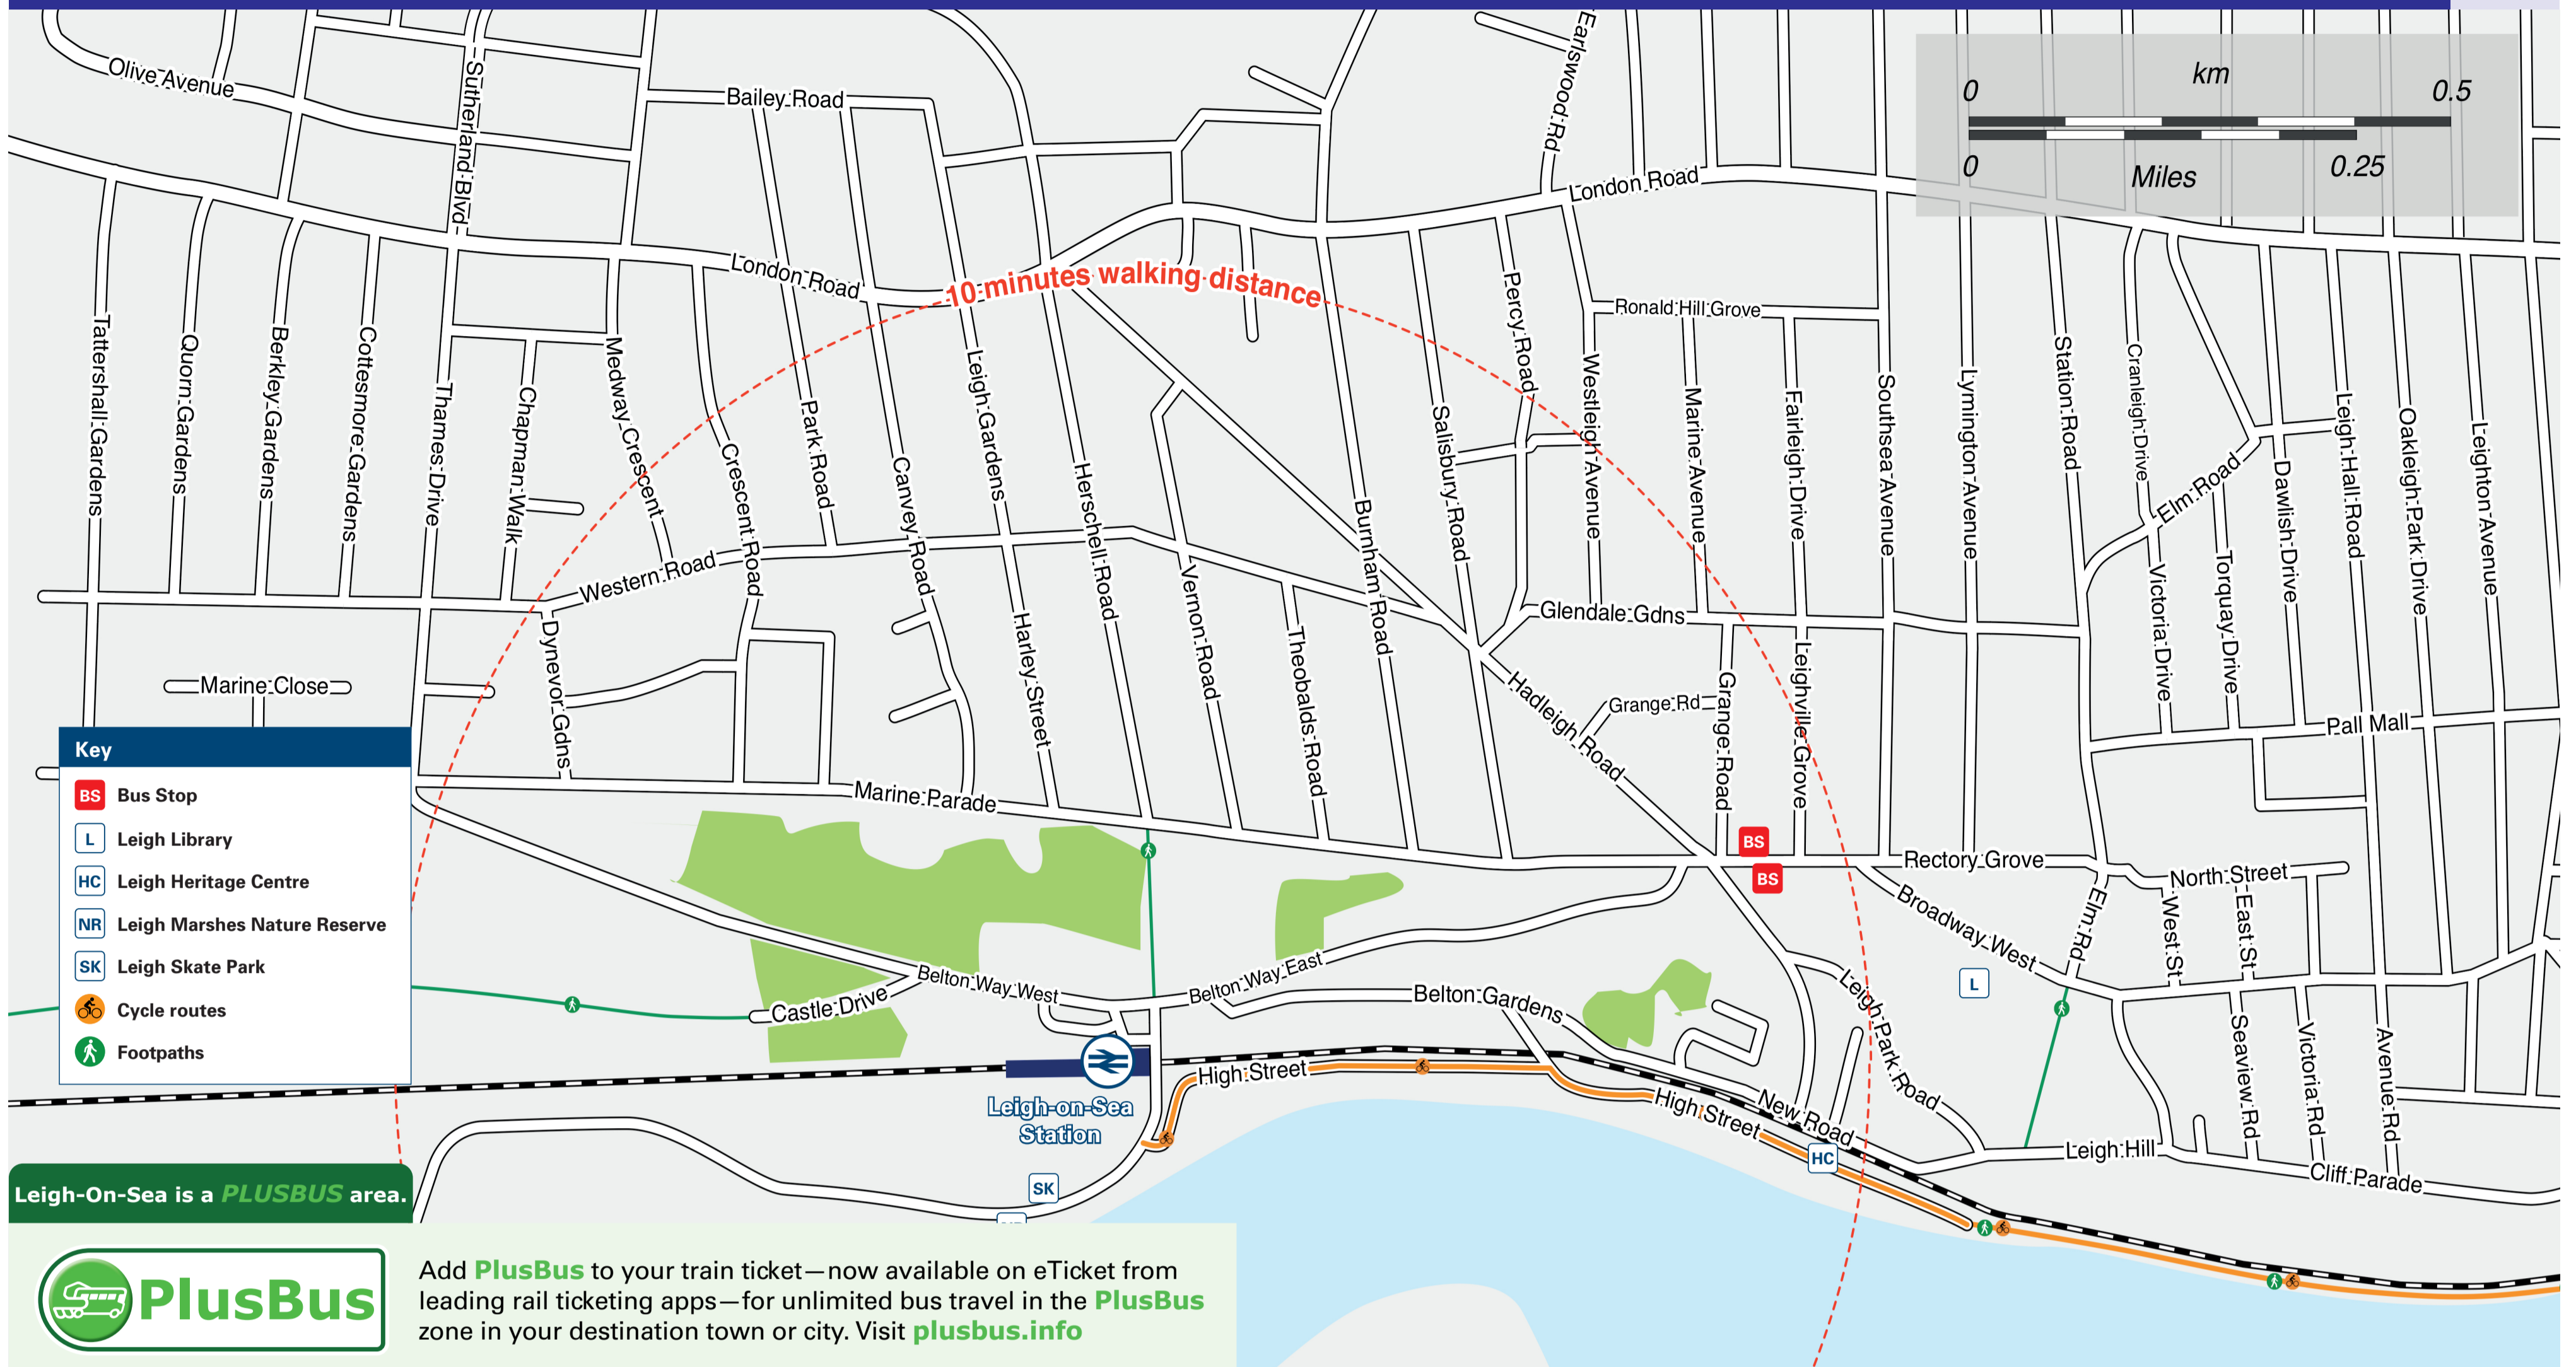 Olive Avenue
Sutherland Blvd
Bailey Road
Earlswood Rd
km
0
0.5
0
Miles
0.25
London Road
London Road
10 minutes walking distance
Tattershall Gardens
Quorn Gardens
Berkley Gardens
Cottesmore Gardens
Thames Drive
Chapman Walk
Medway Crescent
Crescent Road
Park Road
Canvey Road
Leigh Gardens
Herschell Road
Percy Road
Ronald Hill Grove
Westleigh Avenue
Marine Avenue
Fairleigh Drive
Southsea Avenue
Lymington Avenue
Station Road
Cranleigh Drive
Elm Road
Dawlish Drive
Leigh Hall Road
Oakleigh Park Drive
Leighton Avenue
Salisbury Road
Burnham Road
Western Road
Vernon Road
Glendale Gdns
Victoria Drive
Torquay Drive
Dynevor Gdns
Harley Street
Theobalds Road
Hadleigh Road
Grange Rd
Grange Road
Leighville Grove
Marine Close
Pall Mall
Marine Parade
Key
BS Bus Stop
L Leigh Library
HC Leigh Heritage Centre
NR Leigh Marshes Nature Reserve
SK Leigh Skate Park
Cycle routes
Footpaths
BS
BS
Rectory Grove
North Street
Broadway West
Elm Rd
West St
East St
L
Belton Way West
Belton Way East
Castle Drive
Belton Gardens
Leigh Park Road
Seaview Rd
Victoria Rd
Avenue Rd
High Street
High Street
New Road
HC
Leigh Hill
Cliff Parade
Leigh-on-Sea
Station
SK
Leigh-On-Sea is a PLUSBUS area.
PlusBus
Add PlusBus to your train ticket—now available on eTicket from
leading rail ticketing apps—for unlimited bus travel in the PlusBus
zone in your destination town or city. Visit plusbus.info